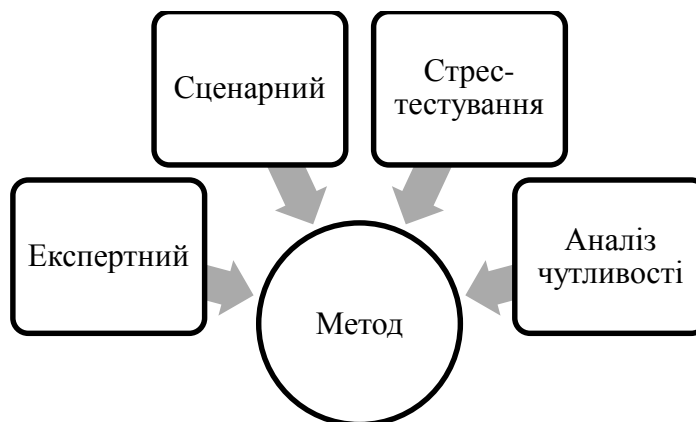 Сценарний
Стрес-
тестування
Експертний
Аналіз
чутливості
Метод